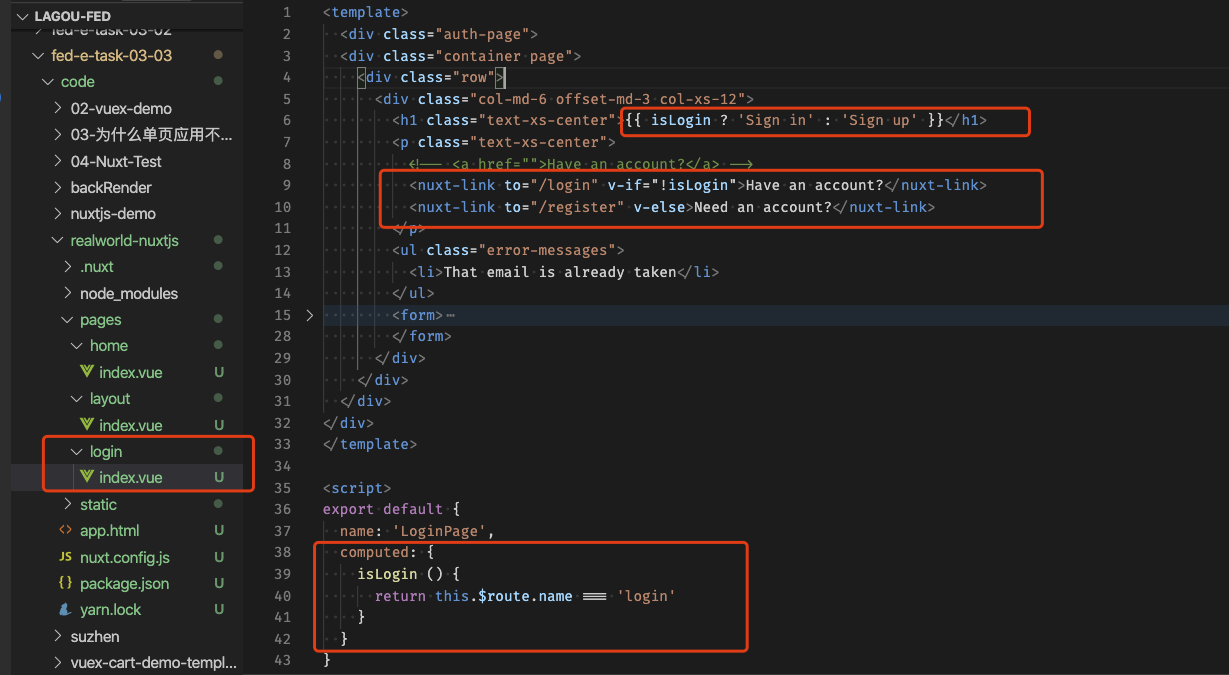 LAGOU-FED
fed-e-task-03-02
fed-e-task-03-03
code
02-vuex-demo
03-为什么单页应用不...
04-Nuxt-Test
backRender
nuxtjs-demo
realworld-nuxtjs
.nuxt
node_modules
pages
home
index.vue U
layout
index.vue U
login
index.vue U
static
app.html U
JS nuxt.config.js U
{} package.json U
yarn.lock U
suzhen
vuex-cart-demo-templ...
1 <template>
2 <div class="auth-page">
3 <div class="container page">
4 <div class="row">
5 <div class="col-md-6 offset-md-3 col-xs-12">
6 <h1 class="text-xs-center">{{ isLogin ? 'Sign in' : 'Sign up' }}</h1>
7 <p class="text-xs-center">
8 <!-- <a href="">Have an account?</a> -->
9 <nuxt-link to="/login" v-if="!isLogin">Have an account?</nuxt-link>
10 <nuxt-link to="/register" v-else>Need an account?</nuxt-link>
11 </p>
12 <ul class="error-messages">
13 <li>That email is already taken</li>
14 </ul>
15 <form>⋯
28 </form>
29 </div>
30 </div>
31 </div>
32 </div>
33 </template>
34
35 <script>
36 export default {
37 name: 'LoginPage',
38 computed: {
39 isLogin () {
40 return this.$route.name === 'login'
41 }
42 }
43 }